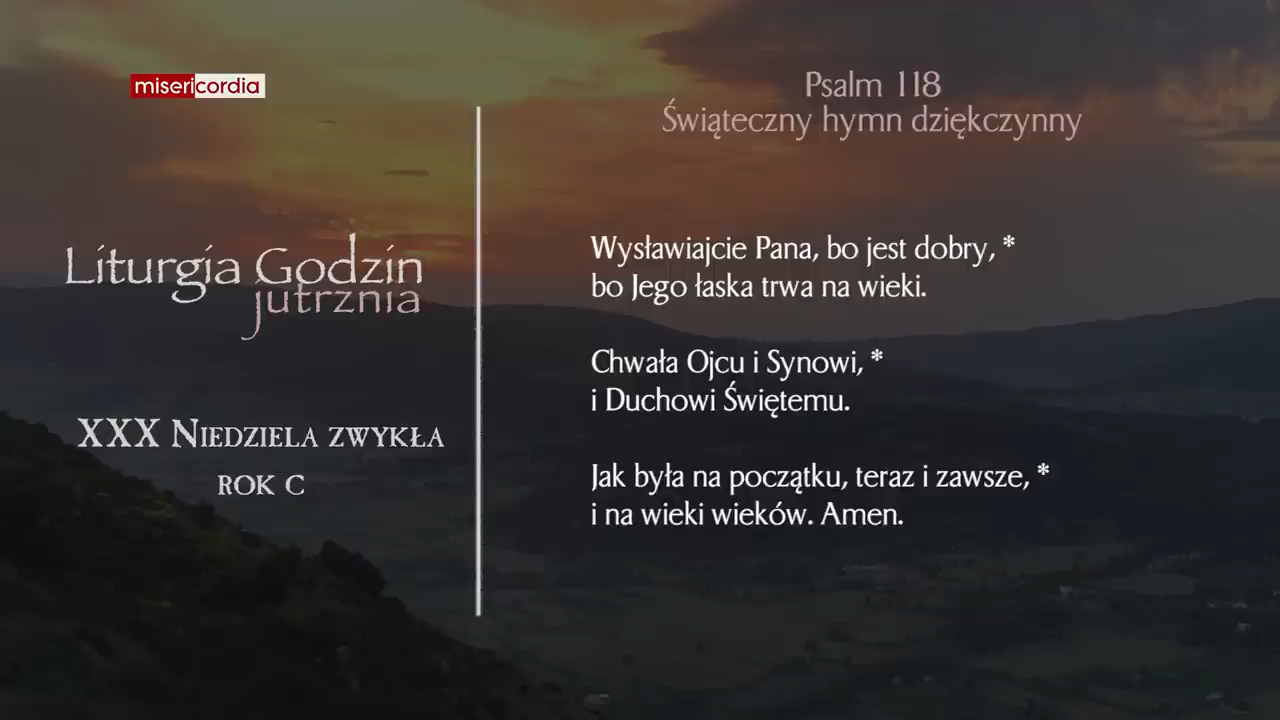 misericordia
Liturgia Godzin
jutrznia
XXX Niedziela zwykła
rok C
Psalm 118
Świąteczny hymn dziękczynny
Wysławiajcie Pana, bo jest dobry, *
bo Jego łaska trwa na wieki.
Chwała Ojcu i Synowi, *
i Duchowi Świętemu.
Jak była na początku, teraz i zawsze, *
i na wieki wieków. Amen.